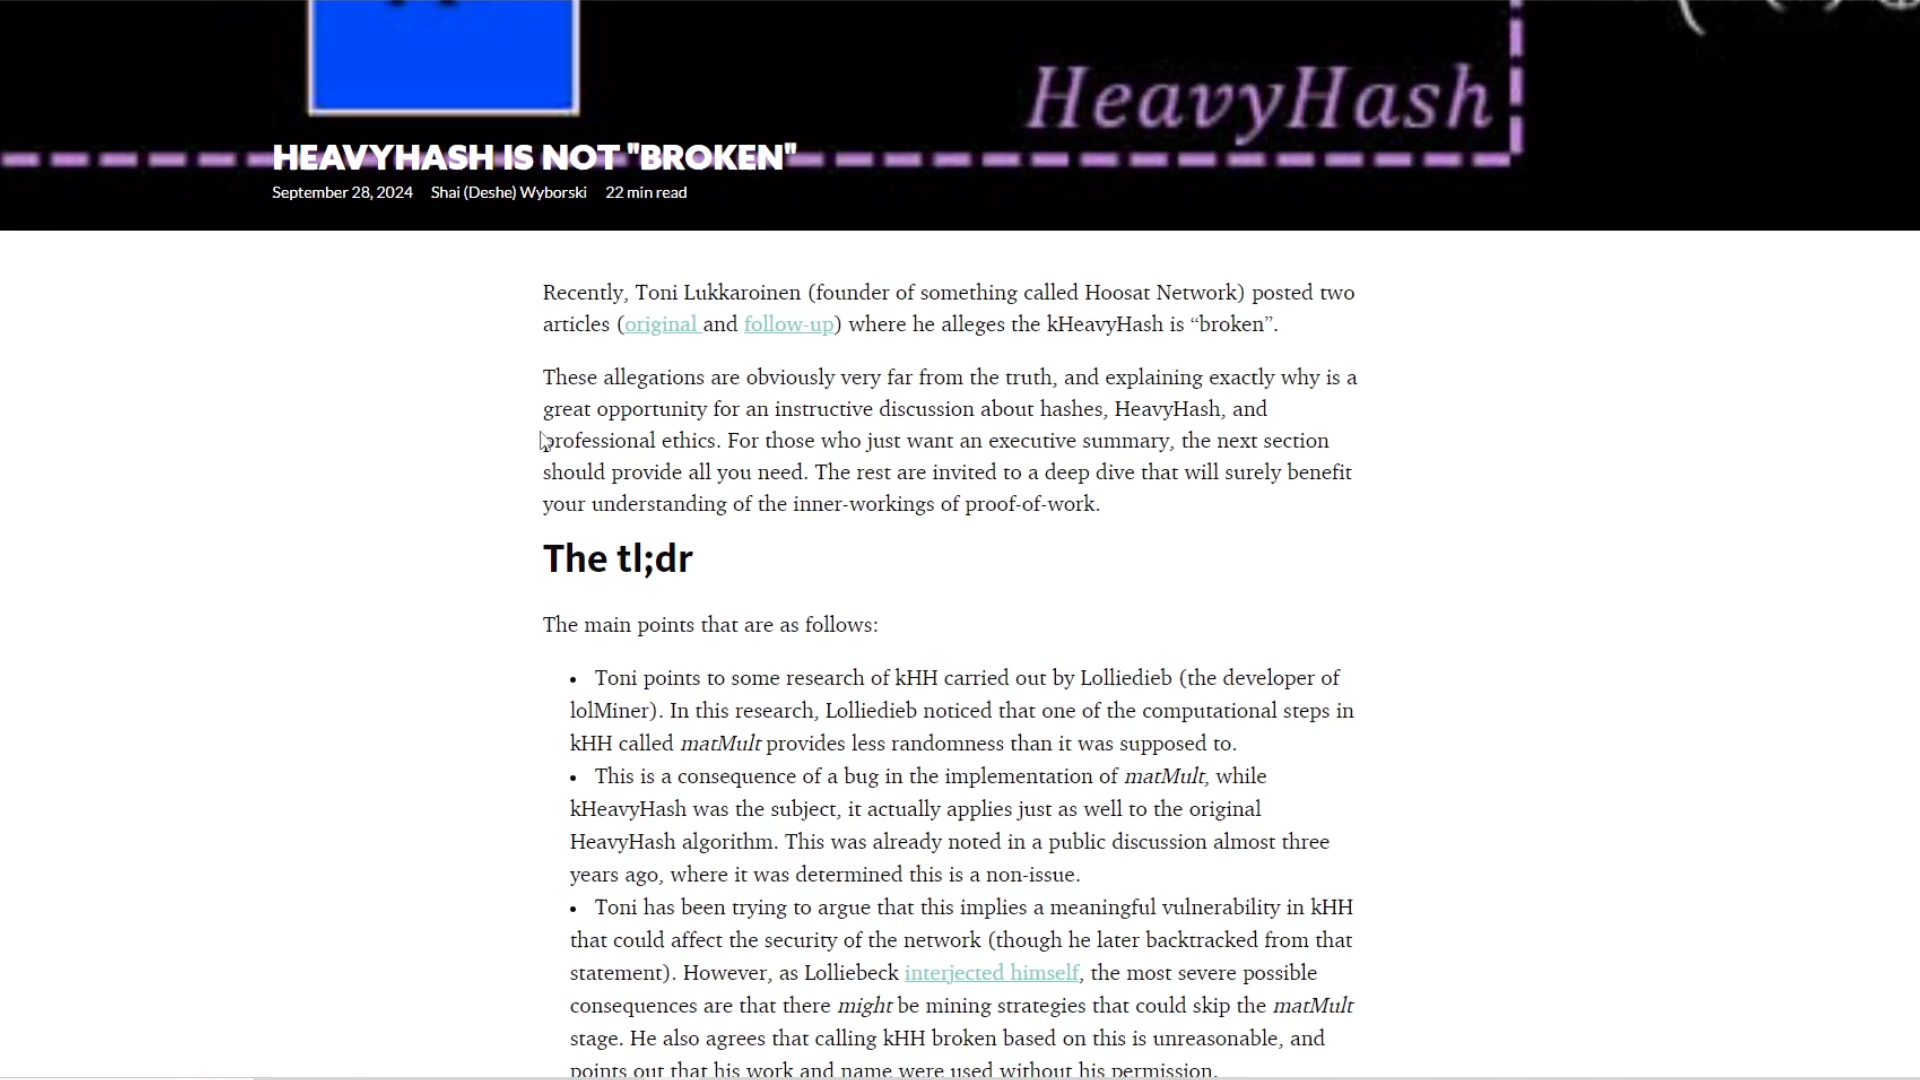 HeavyHash
HEAVYHASH IS NOT "BROKEN"
September 28, 2024 Shai (Deshe) Wyborski 22 min read
Recently, Toni Lukkaroinen (founder of something called Hoosat Network) posted two
articles (original and follow-up) where he alleges the kHeavyHash is “broken”.
These allegations are obviously very far from the truth, and explaining exactly why is a
great opportunity for an instructive discussion about hashes, HeavyHash, and
professional ethics. For those who just want an executive summary, the next section
should provide all you need. The rest are invited to a deep dive that will surely benefit
your understanding of the inner-workings of proof-of-work.
The tl;dr
The main points that are as follows:
• Toni points to some research of kHH carried out by Lolliedieb (the developer of
lolMiner). In this research, Lolliedieb noticed that one of the computational steps in
kHH called matMult provides less randomness than it was supposed to.
• This is a consequence of a bug in the implementation of matMult, while
kHeavyHash was the subject, it actually applies just as well to the original
HeavyHash algorithm. This was already noted in a public discussion almost three
years ago, where it was determined this is a non-issue.
• Toni has been trying to argue that this implies a meaningful vulnerability in kHH
that could affect the security of the network (though he later backtracked from that
statement). However, as Lolliebeck interjected himself, the most severe possible
consequences are that there might be mining strategies that could skip the matMult
stage. He also agrees that calling kHH broken based on this is unreasonable, and
points out that his work and name were used without his permission.